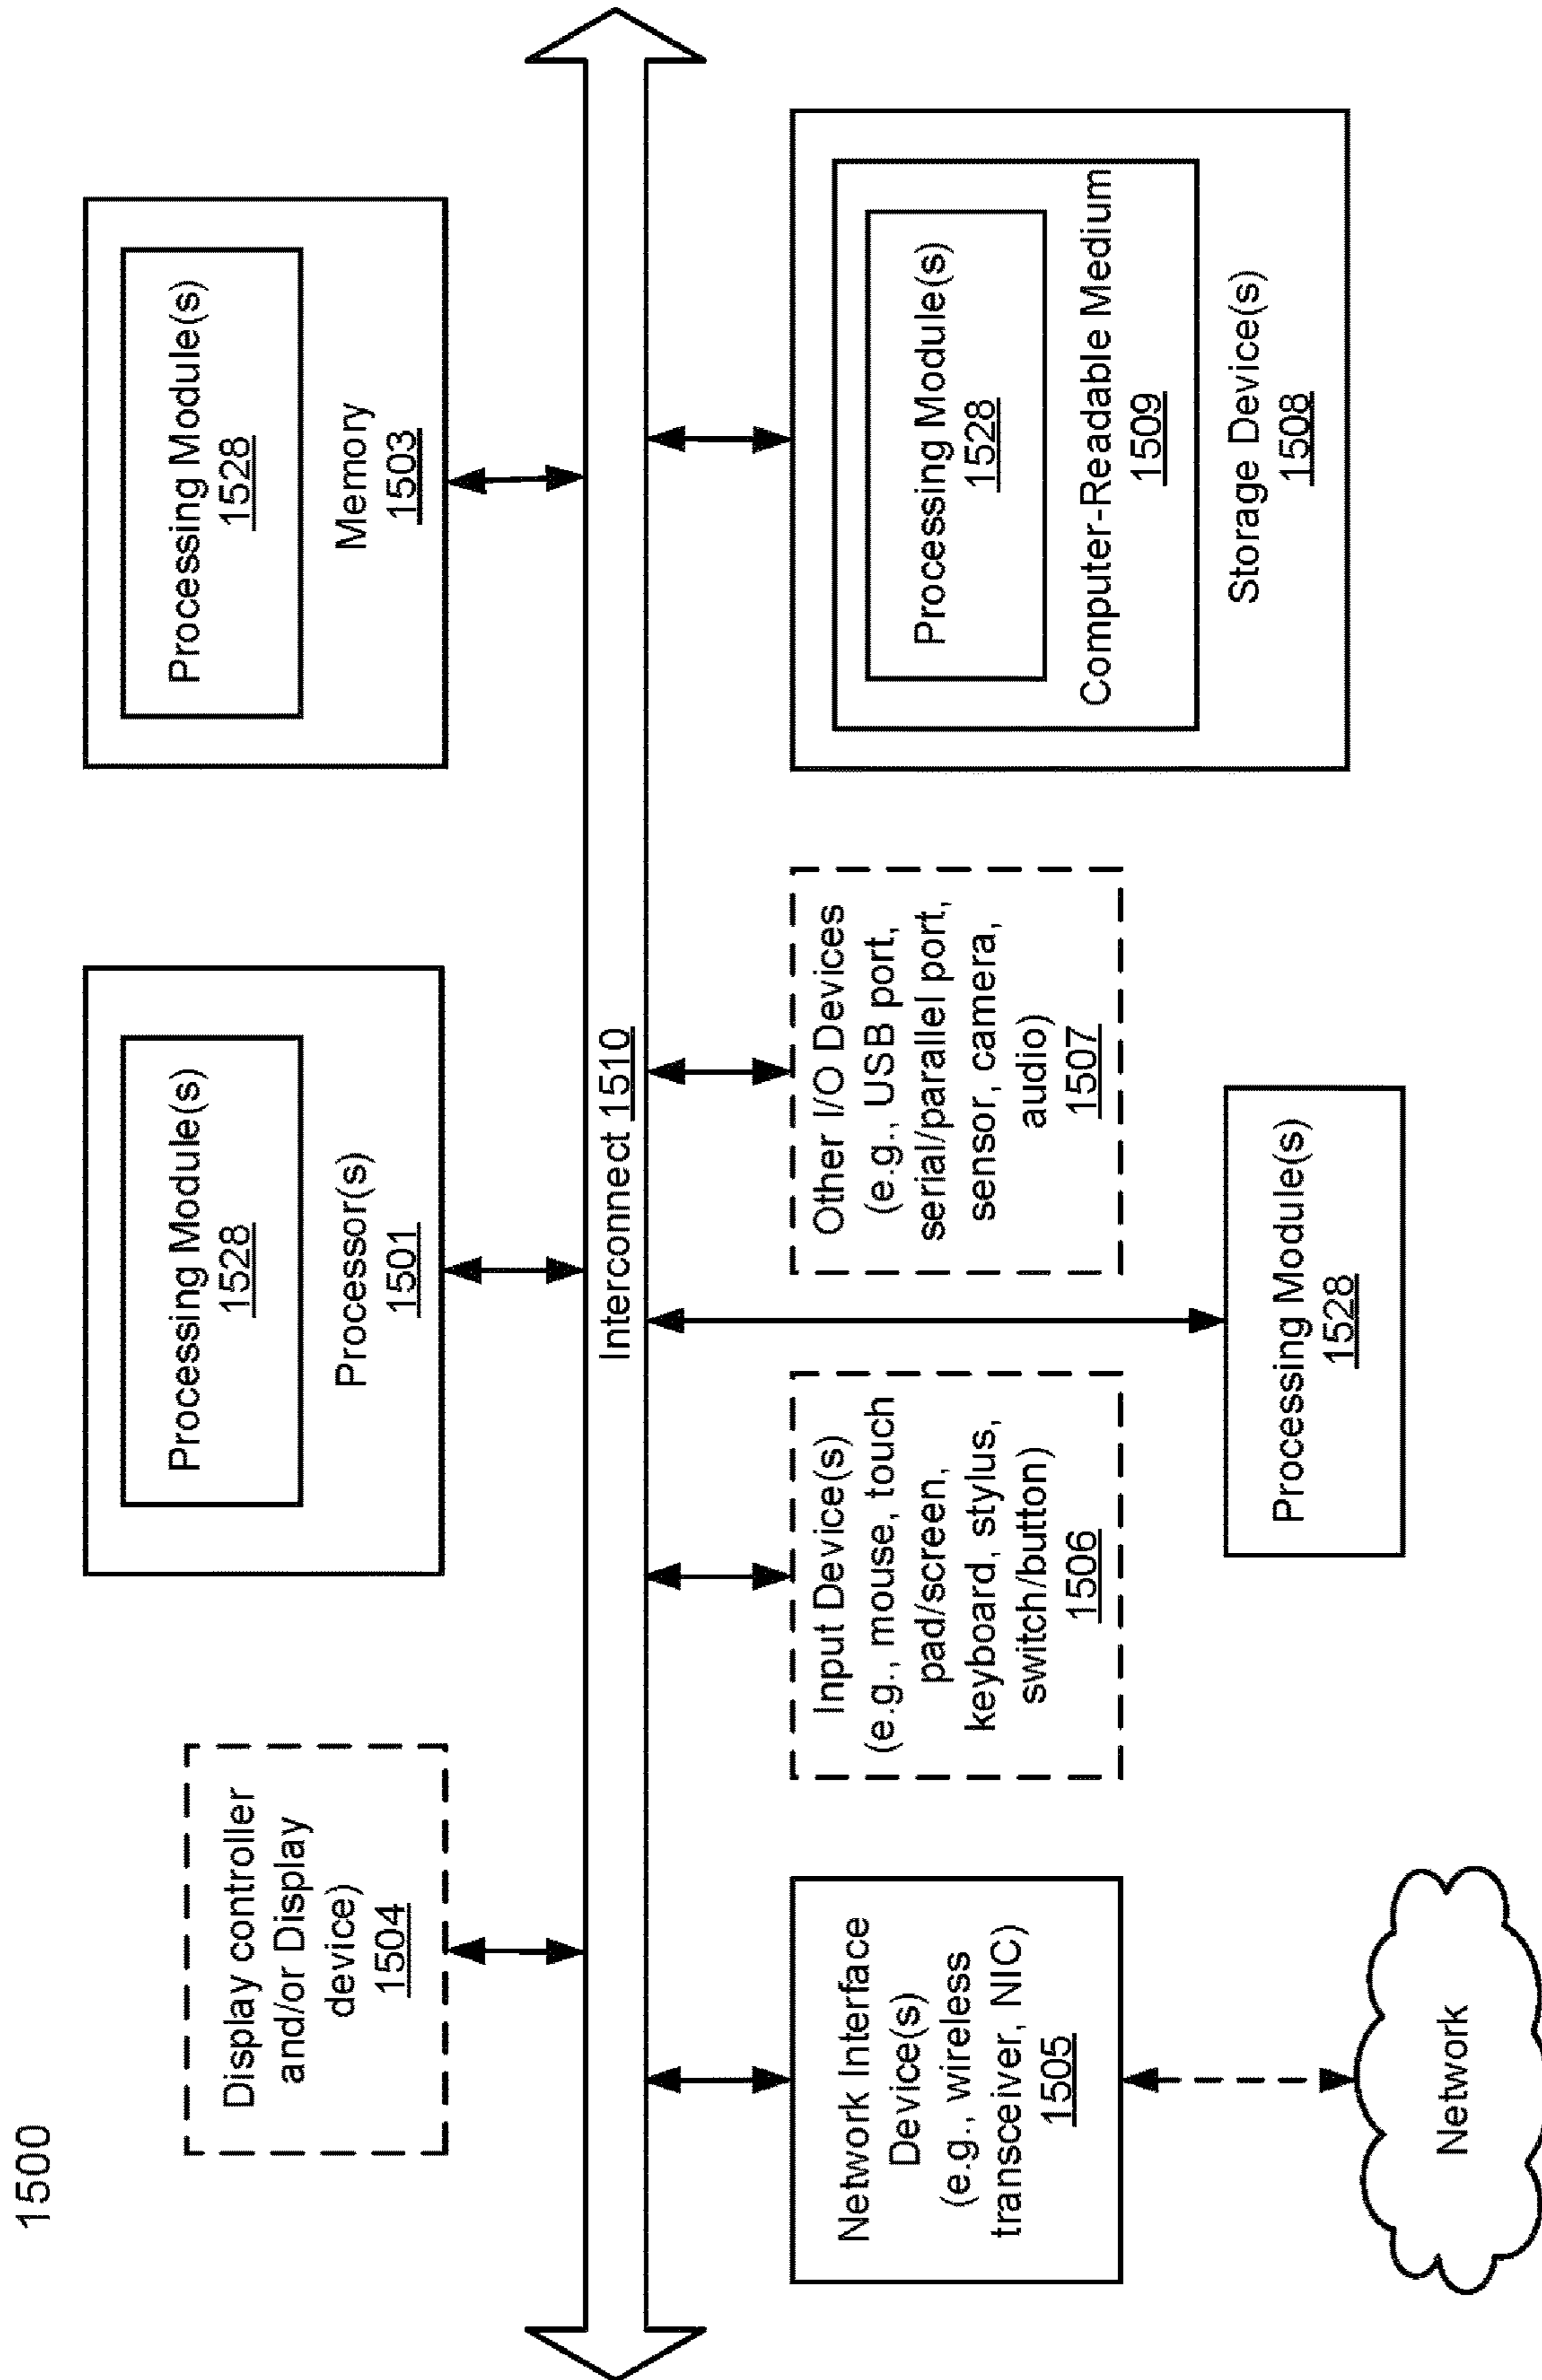 1500
Display controller
and/or Display
device)
1504
Processing Module(s)
1528
Processor(s)
1501
Processing Module(s)
1528
Memory
1503
Interconnect 1510
Network Interface
Device(s)
(e.g., wireless
transceiver, NIC)
1505
Input Device(s)
(e.g., mouse, touch
pad/screen,
keyboard, stylus,
switch/button)
1506
Other I/O Devices
(e.g., USB port,
serial/parallel port,
sensor, camera,
audio)
1507
Processing Module(s)
1528
Computer-Readable Medium
1509
Storage Device(s)
1508
Network
Processing Module(s)
1528